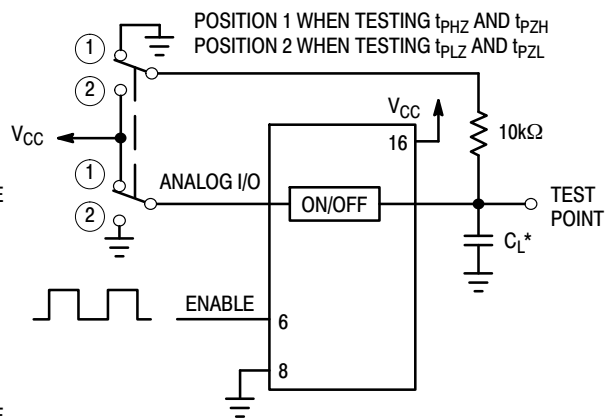 POSITION 1 WHEN TESTING tPHZ AND tPZH
POSITION 2 WHEN TESTING tPLZ AND tPZL
1
2
VCC
VCC
16
10kΩ
1
2
ANALOG I/O
ON/OFF
TEST
POINT
CL*
ENABLE
6
8
E
E